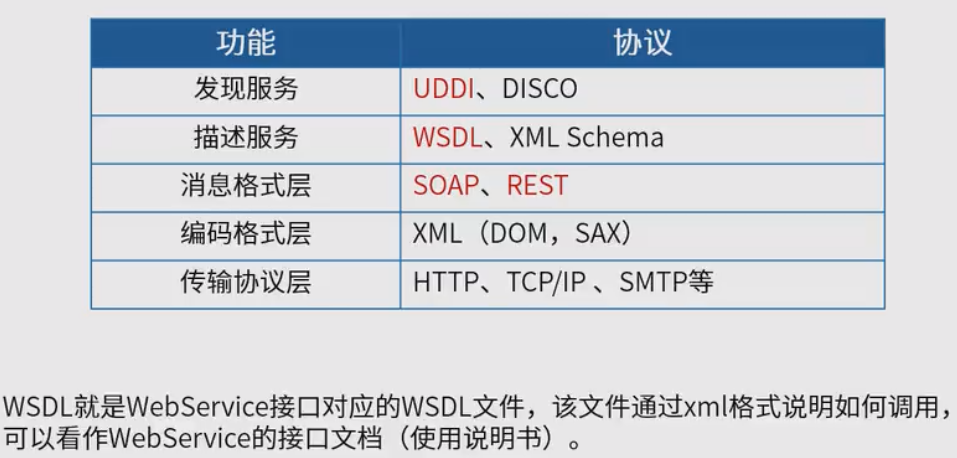 功能 协议
发现服务 UDDI、DISCO
描述服务 WSDL、XML Schema
消息格式层 SOAP、REST
编码格式层 XML（DOM，SAX）
传输协议层 HTTP、TCP/IP 、SMTP等
WSDL就是WebService接口对应的WSDL文件，该文件通过xml格式说明如何调用，
可以看作WebService的接口文档（使用说明书）。